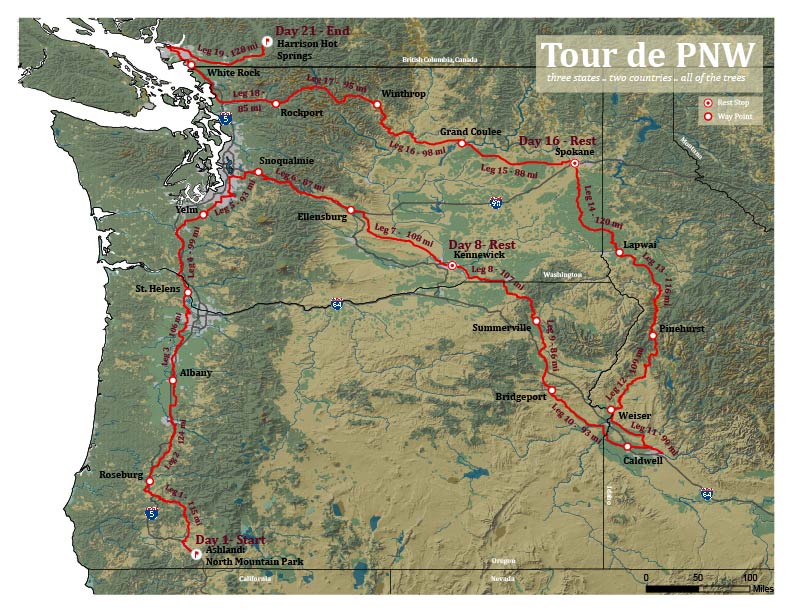 Day 21 - End
Harrison Hot
Springs
Leg 19 - 128 mi
White Rock
British Columbia, Canada
Tour de PNW
three states .. two countries .. all of the trees
Rest Stop
Way Point
Leg 17 - 95 mi
Leg 18 -
85 mi
Winthrop
Rockport
5
Grand Coulee
Day 16 - Rest
Spokane
Leg 16 - 98 mi
Leg 15 - 88 mi
Montana
Snoqualmie
Leg 6 - 87 mi
Leg 5 - 93 mi
Yelm
Ellensburg
90
Leg 14 - 120 mi
Leg 7 - 108 mi
Day 8- Rest
Kennewick
Leg 8 - 107 mi
Lapwai
Leg 13 - 116 mi
Washington
Leg 4 - 99 mi
St. Helens
84
Leg 3 - 106 mi
Summerville
Leg 9 - 86 mi
Pinehurst
Leg 12 - 109 mi
Albany
Bridgeport
Leg 10 - 93 mi
Weiser
Leg 11 - 99 mi
Caldwell
Leg 2 - 124 mi
Roseburg
Leg 1 -
5
84
Idaho
Day 1 - Start
Ashland:
North Mountain Park
Oregon
California
Nevada
0
50
100
Miles